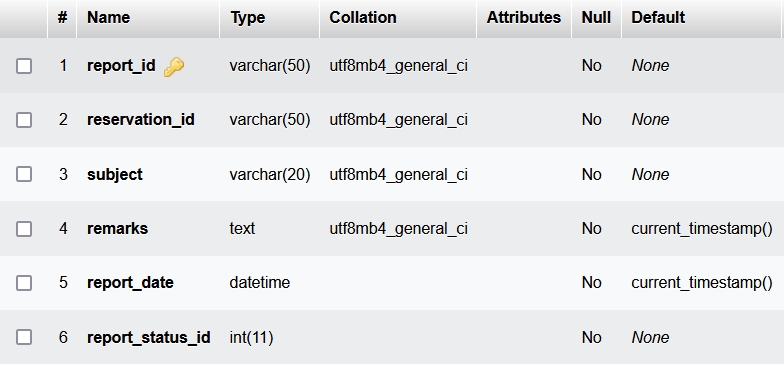 # Name Type Collation Attributes Null Default
1 report_id varchar(50) utf8mb4_general_ci No None
2 reservation_id varchar(50) utf8mb4_general_ci No None
3 subject varchar(20) utf8mb4_general_ci No None
4 remarks text utf8mb4_general_ci No current_timestamp()
5 report_date datetime No current_timestamp()
6 report_status_id int(11) No None